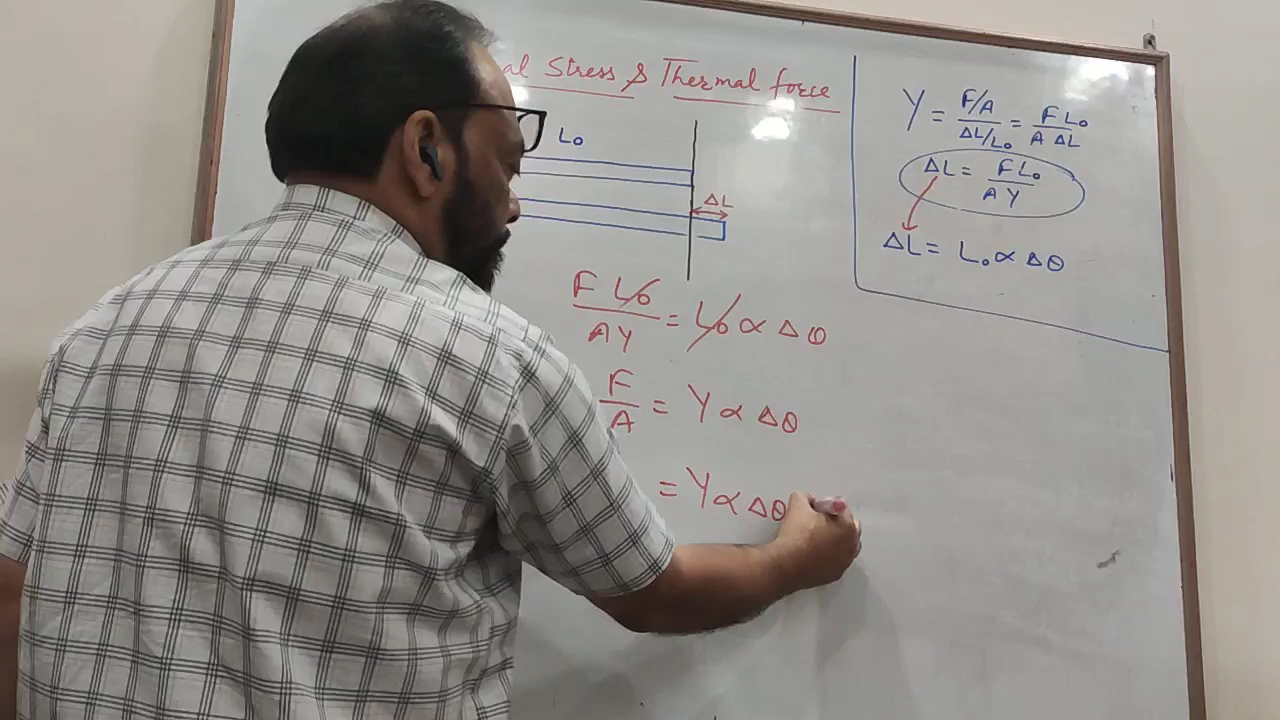 al Stress & Thermal force
L₀
ΔL
F L₀ / AY = L₀ ∝ Δθ
F / A = Y ∝ Δθ
= Y ∝ Δθ
Y = F/A / ΔL/L₀ = F L₀ / A ΔL
ΔL = F L₀ / A Y
ΔL = L₀ ∝ Δθ